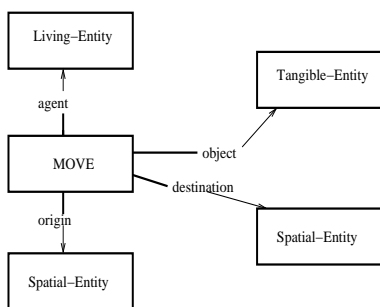 Living-Entity
Tangible-Entity
agent
MOVE
object
destination
origin
Spatial-Entity
Spatial-Entity